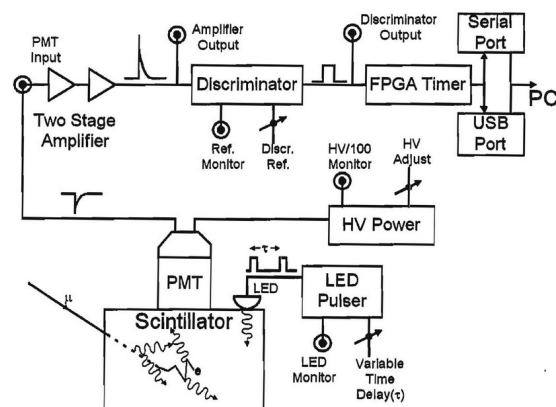 PMT
Input
Amplifier
Output
Discriminator
Output
Serial
Port
Discriminator
FPGA Timer
PC
USB
Port
Two Stage
Amplifier
Ref.
Monitor
Discr.
Ref.
HV/100
Monitor
HV
Adjust
HV Power
PMT
τ
LED
LED
Pulser
Scintillator
μ
e
LED
Monitor
Variable
Time
Delay(τ)